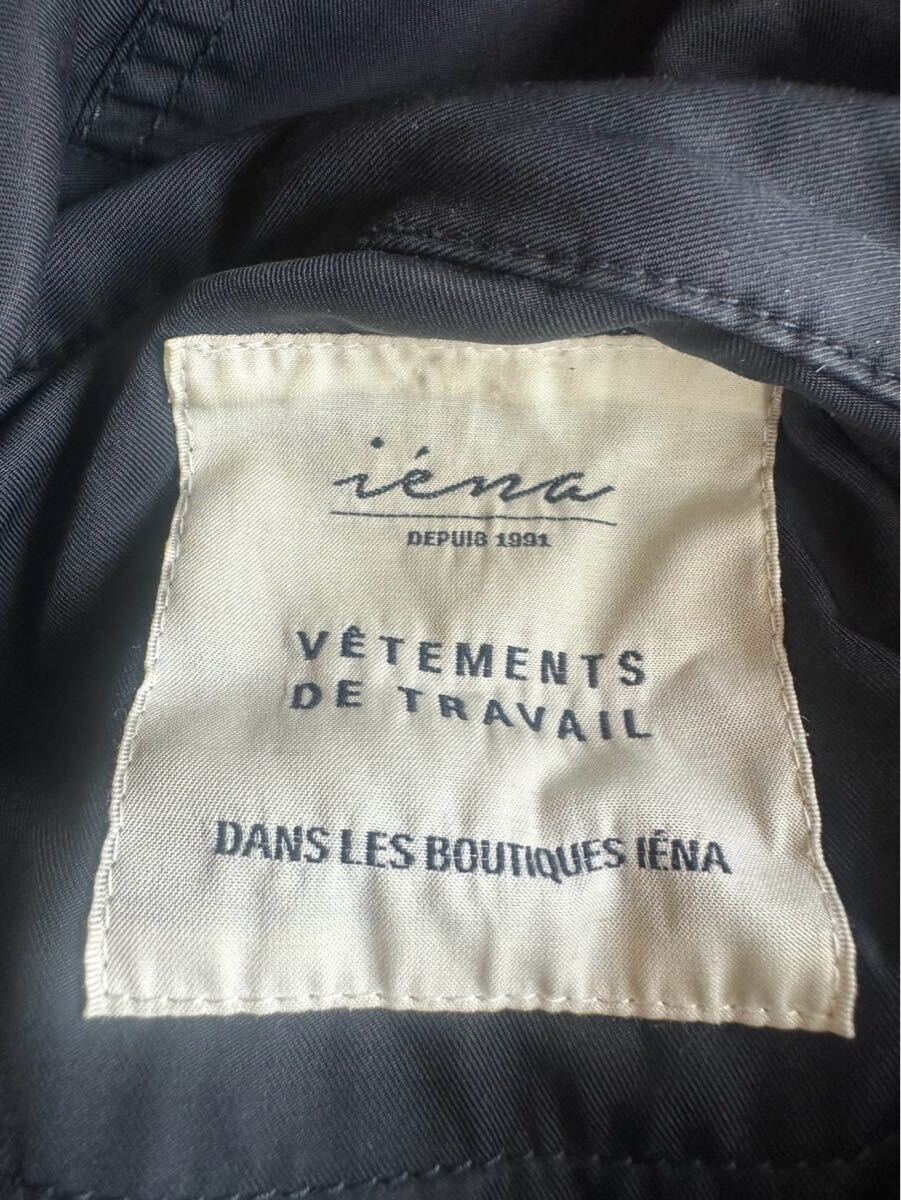 iéna
DEPUIS 1991
VÊTEMENTS
DE TRAVAIL
DANS LES BOUTIQUES IÉNA